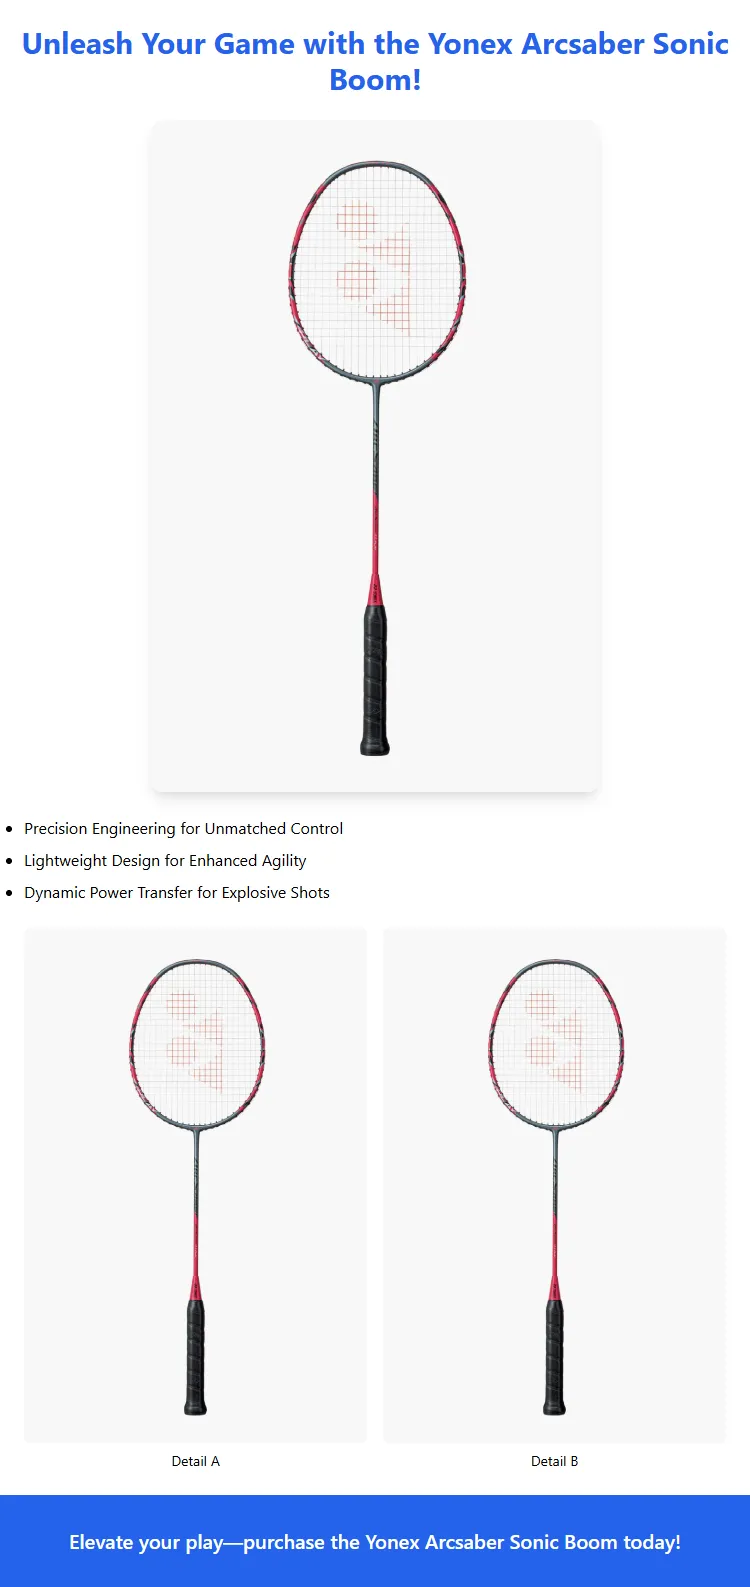 Unleash Your Game with the Yonex Arcsaber Sonic
Boom!
Precision Engineering for Unmatched Control
Lightweight Design for Enhanced Agility
Dynamic Power Transfer for Explosive Shots
Detail A
Detail B
Elevate your play—purchase the Yonex Arcsaber Sonic Boom today!